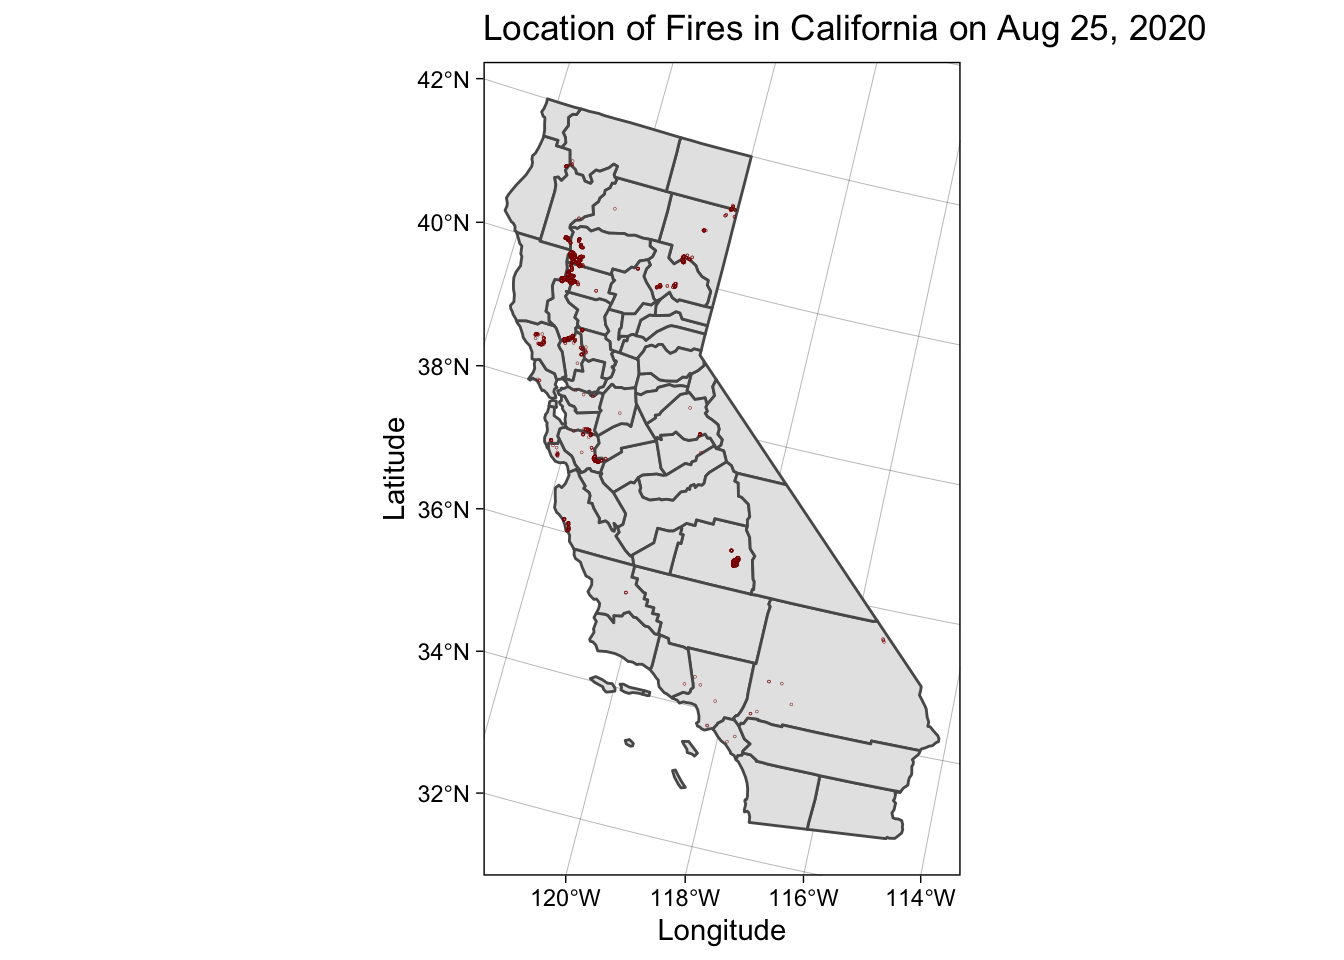 Location of Fires in California on Aug 25, 2020
42°N
40°N
38°N
36°N
34°N
32°N
Latitude
120°W 118°W 116°W 114°W
Longitude